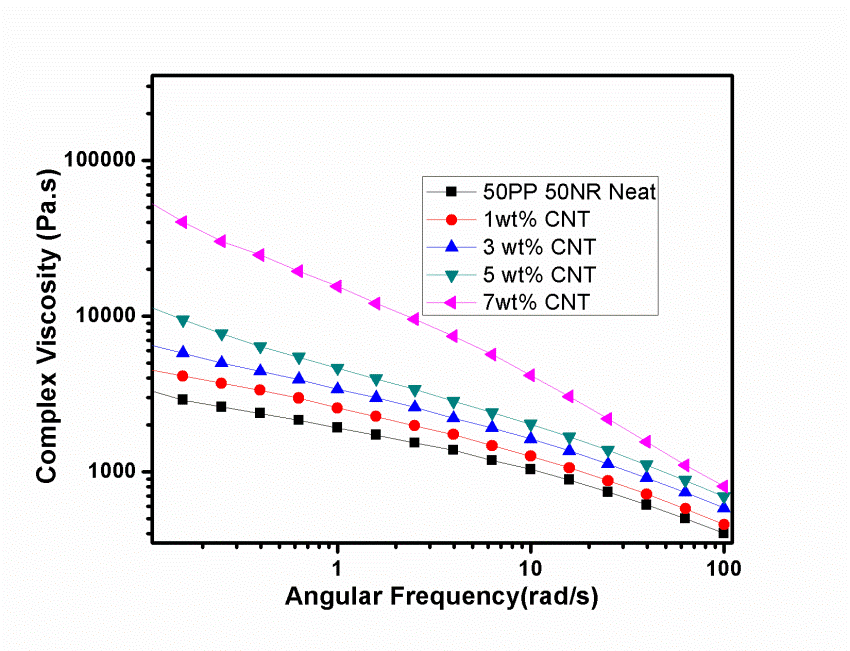 100000
10000
1000
Complex Viscosity (Pa.s)
50PP 50NR Neat
1wt% CNT
3 wt% CNT
5 wt% CNT
7wt% CNT
1
10
100
Angular Frequency(rad/s)